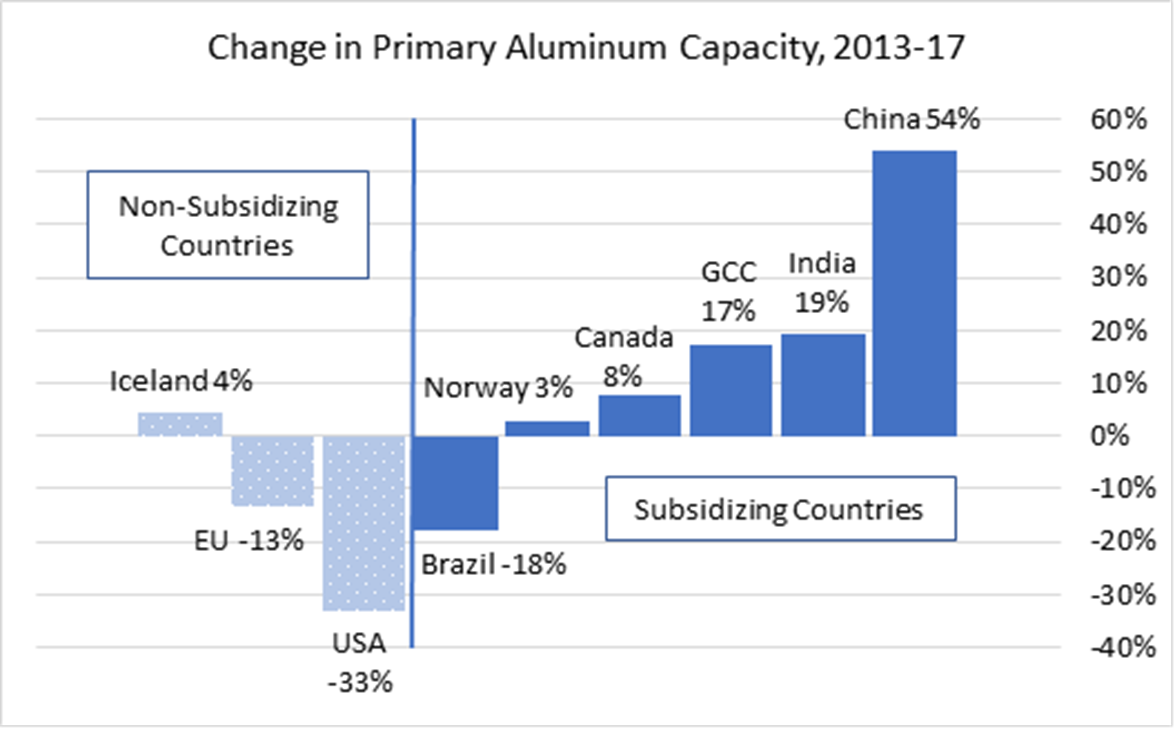 Change in Primary Aluminum Capacity, 2013-17
Non-Subsidizing
Countries
Iceland 4%
EU -13%
USA
-33%
Brazil -18%
Norway 3%
Canada
8%
GCC
17%
India
19%
China 54%
Subsidizing Countries
60%
50%
40%
30%
20%
10%
0%
-10%
-20%
-30%
-40%